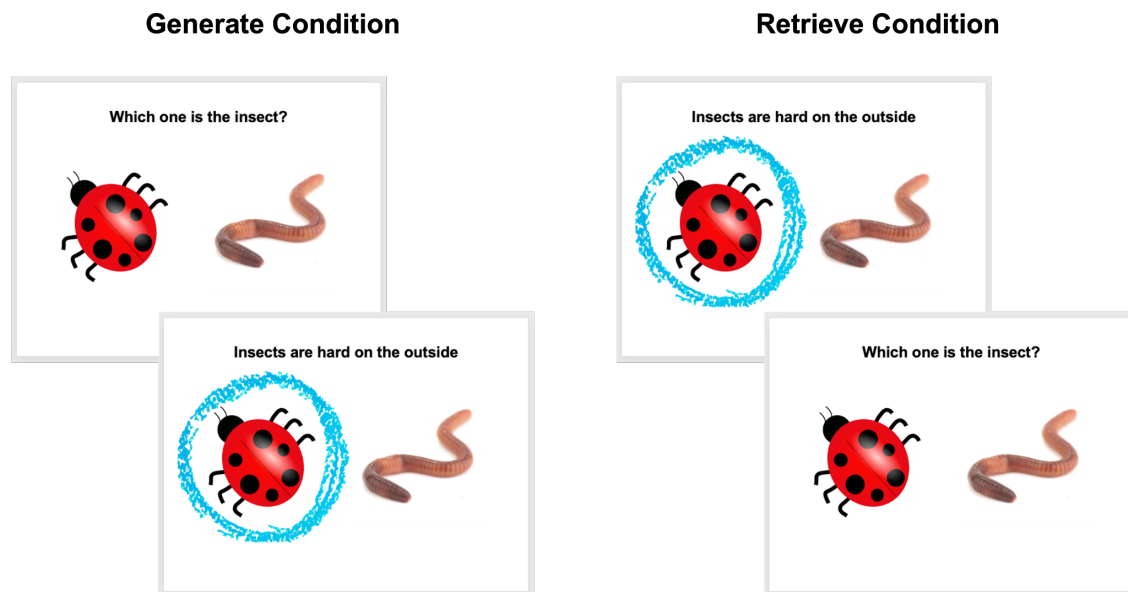 Generate Condition
Which one is the insect?
Insects are hard on the outside
Retrieve Condition
Insects are hard on the outside
Which one is the insect?